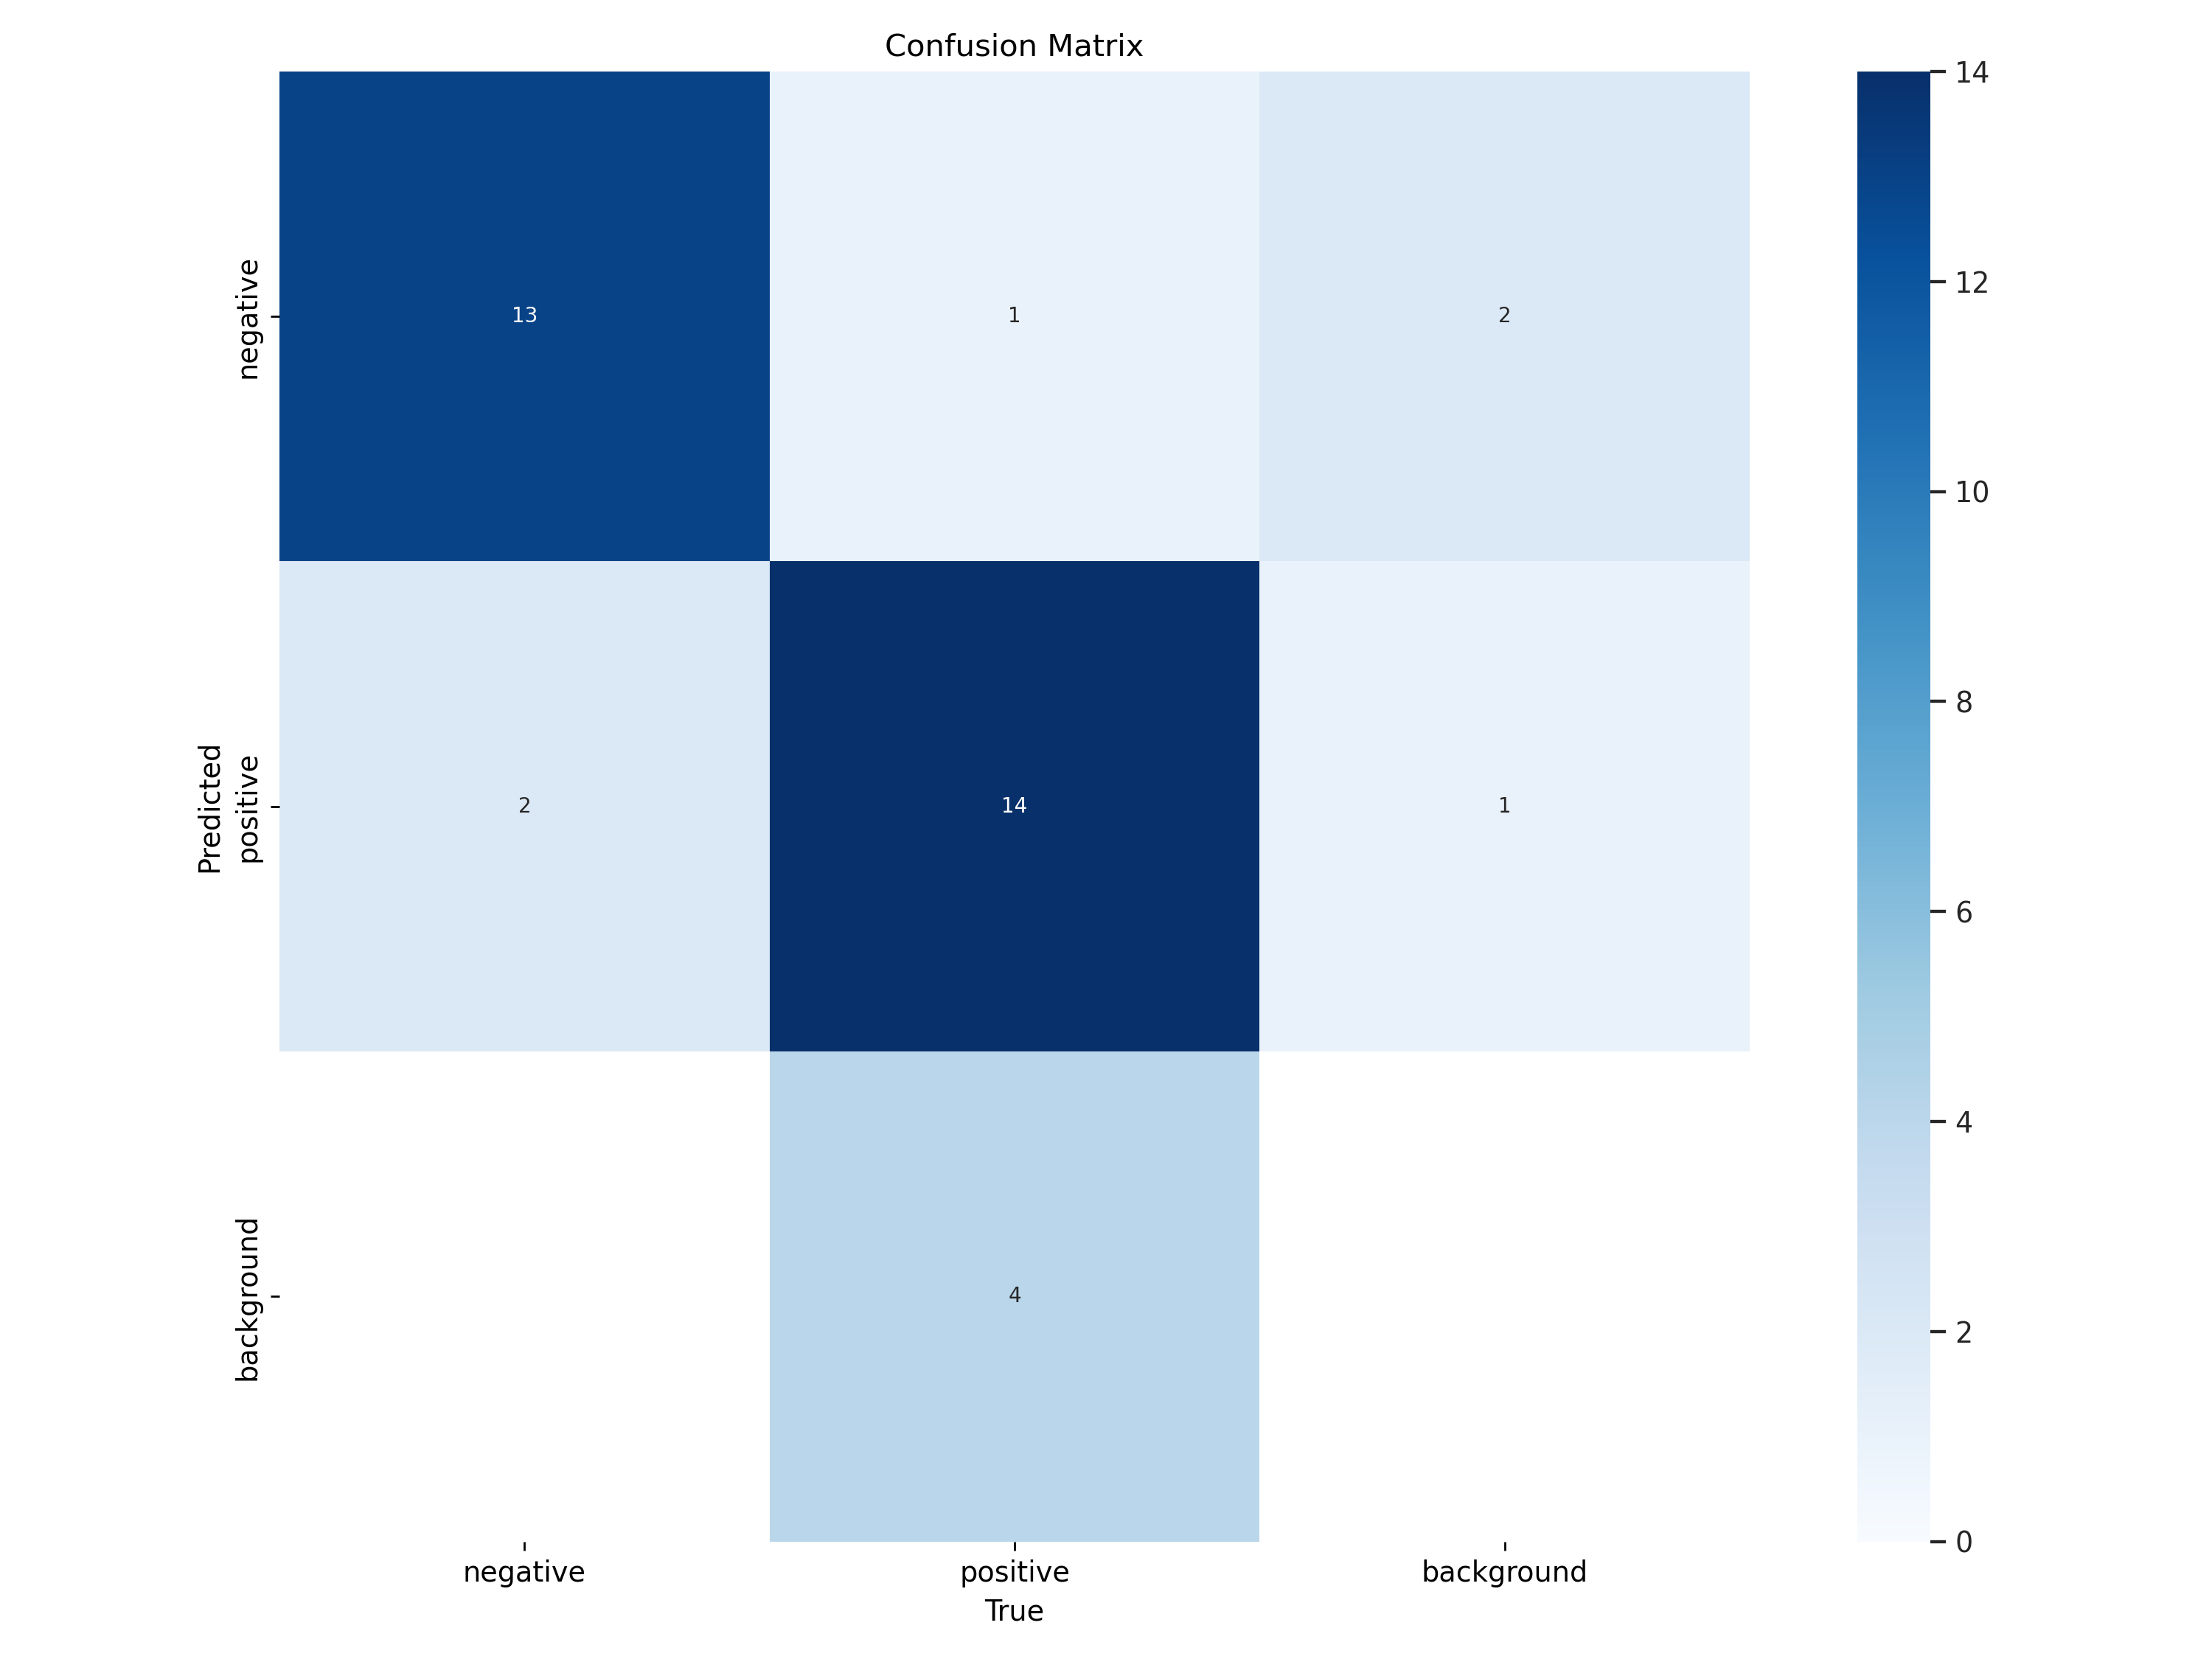 Confusion Matrix
negative
13
1
2
Predicted
positive
2
14
1
background
4
negative
positive
background
True
14
12
10
8
6
4
2
0